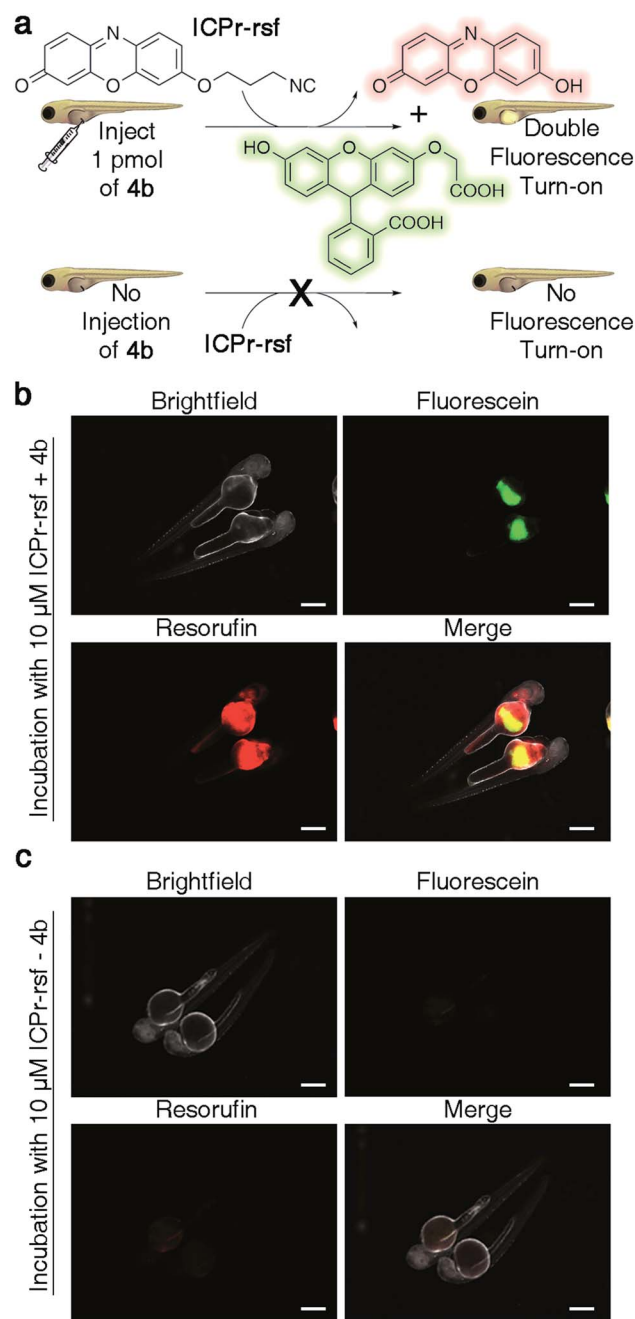 a
ICPr-rsf
N
O
O
O
NC
N
O
O
OH
Inject
1 pmol
of 4b
+
Double
Fluorescence
Turn-on
HO
O
O
COOH
COOH
No
Injection
of 4b
X
ICPr-rsf
No
Fluorescence
Turn-on
b
Incubation with 10 µM ICPr-rsf + 4b
Brightfield
Fluorescein
Resorufin
Merge
c
Incubation with 10 µM ICPr-rsf - 4b
Brightfield
Fluorescein
Resorufin
Merge